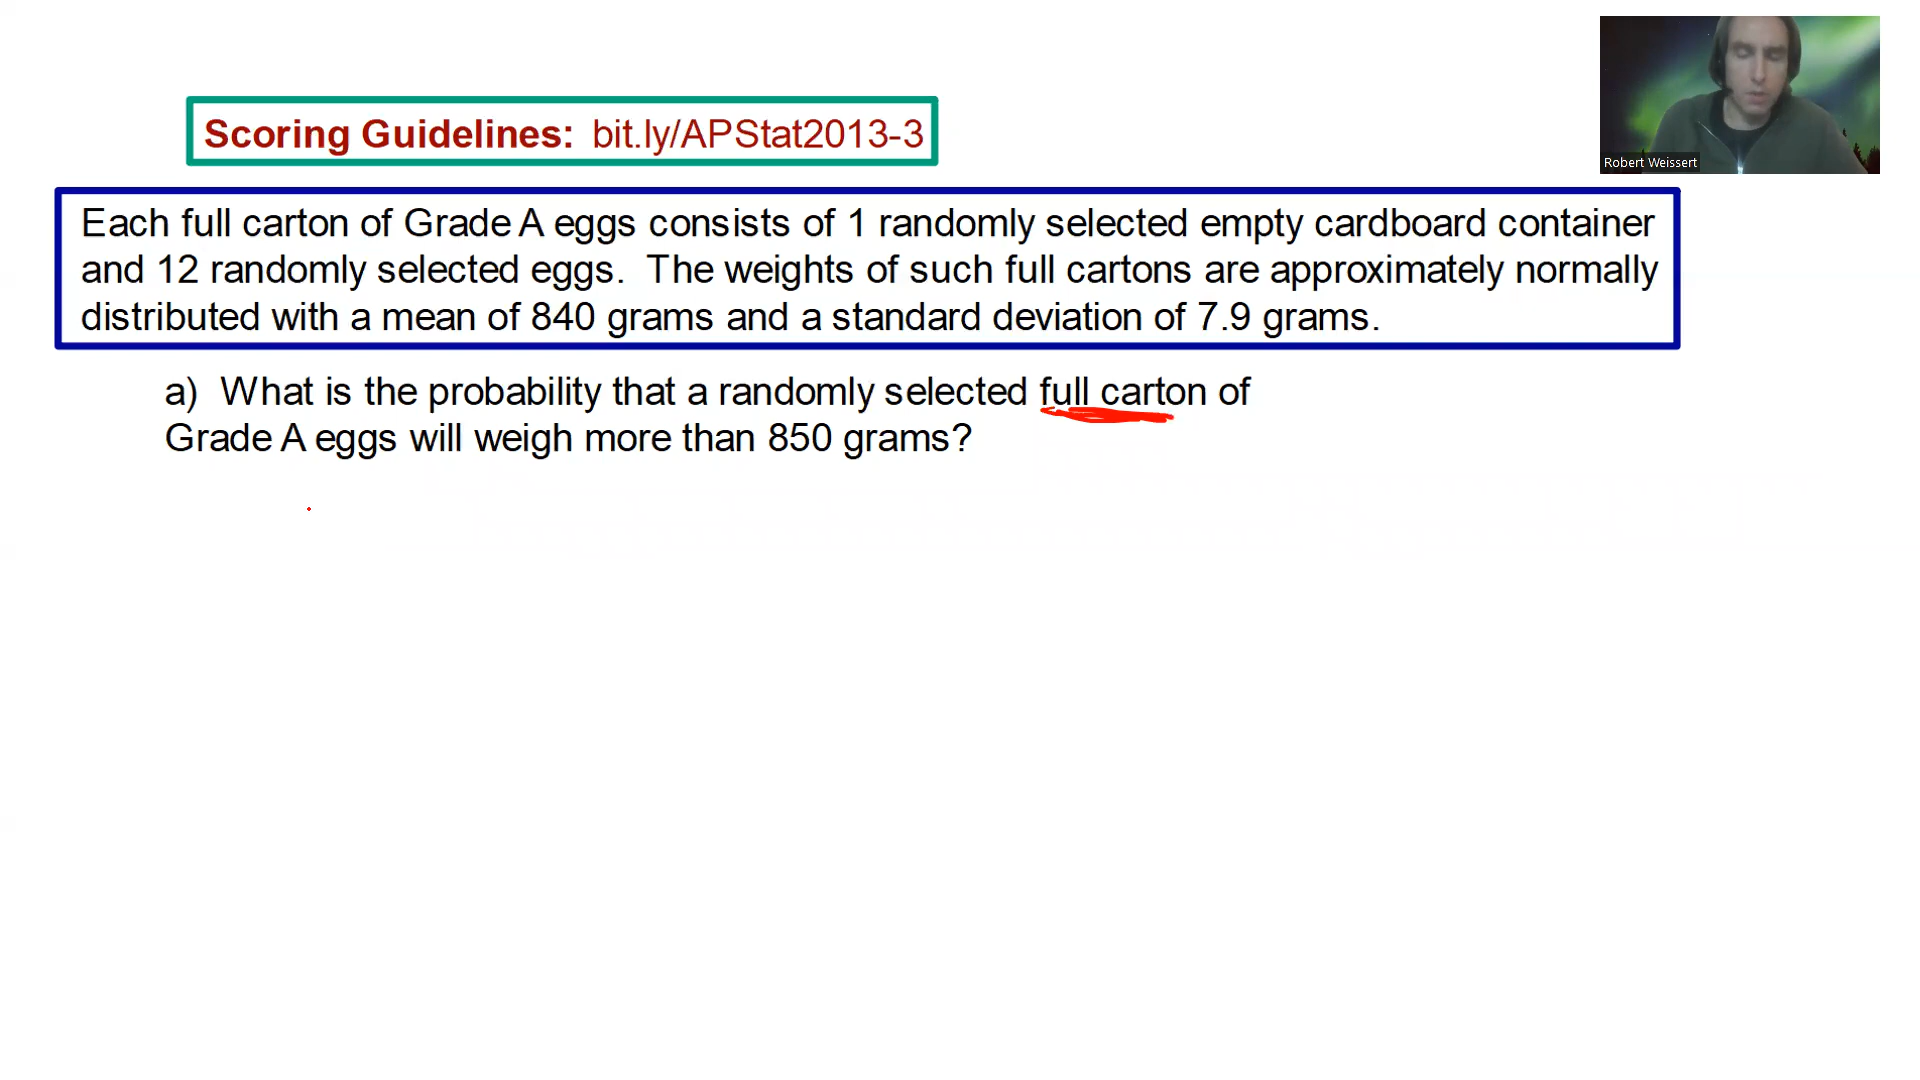 Scoring Guidelines: bit.ly/APStat2013-3
Robert Weissert
Each full carton of Grade A eggs consists of 1 randomly selected empty cardboard container
and 12 randomly selected eggs. The weights of such full cartons are approximately normally
distributed with a mean of 840 grams and a standard deviation of 7.9 grams.
a) What is the probability that a randomly selected full carton of
Grade A eggs will weigh more than 850 grams?